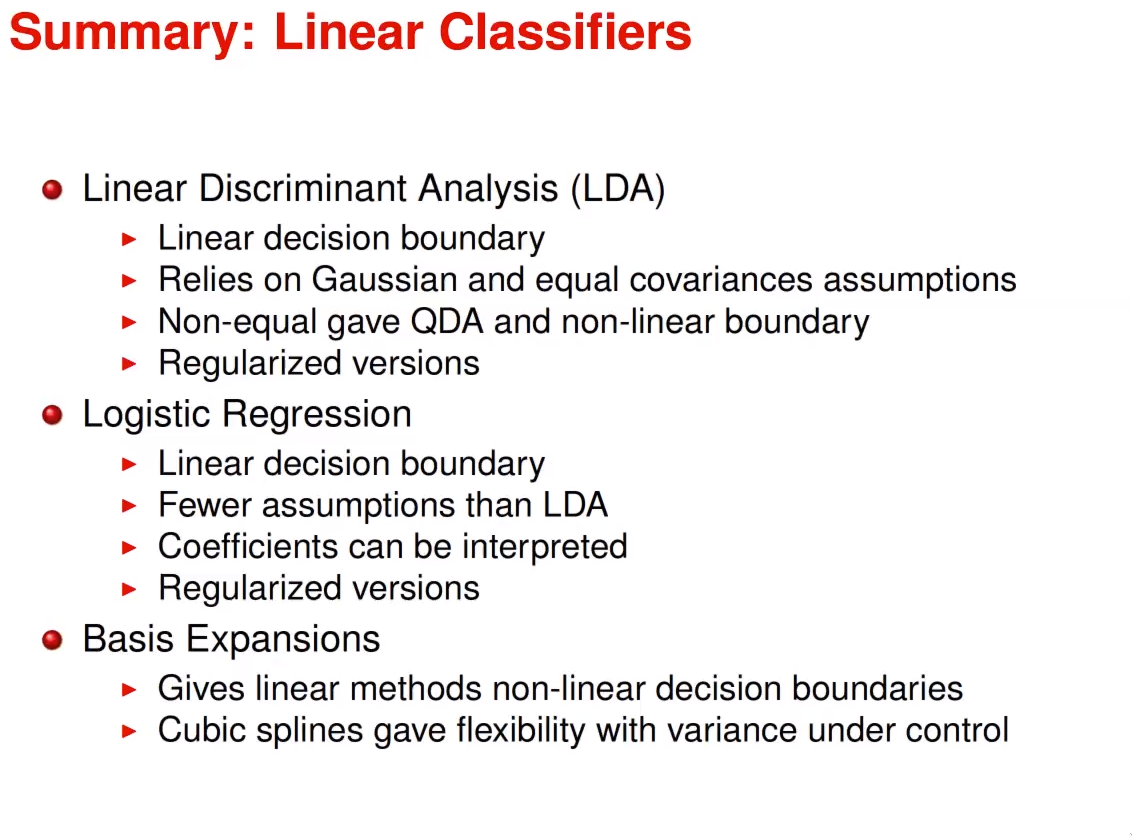 Summary: Linear Classifiers
Linear Discriminant Analysis (LDA)
Linear decision boundary
Relies on Gaussian and equal covariances assumptions
Non-equal gave QDA and non-linear boundary
Regularized versions
Logistic Regression
Linear decision boundary
Fewer assumptions than LDA
Coefficients can be interpreted
Regularized versions
Basis Expansions
Gives linear methods non-linear decision boundaries
Cubic splines gave flexibility with variance under control